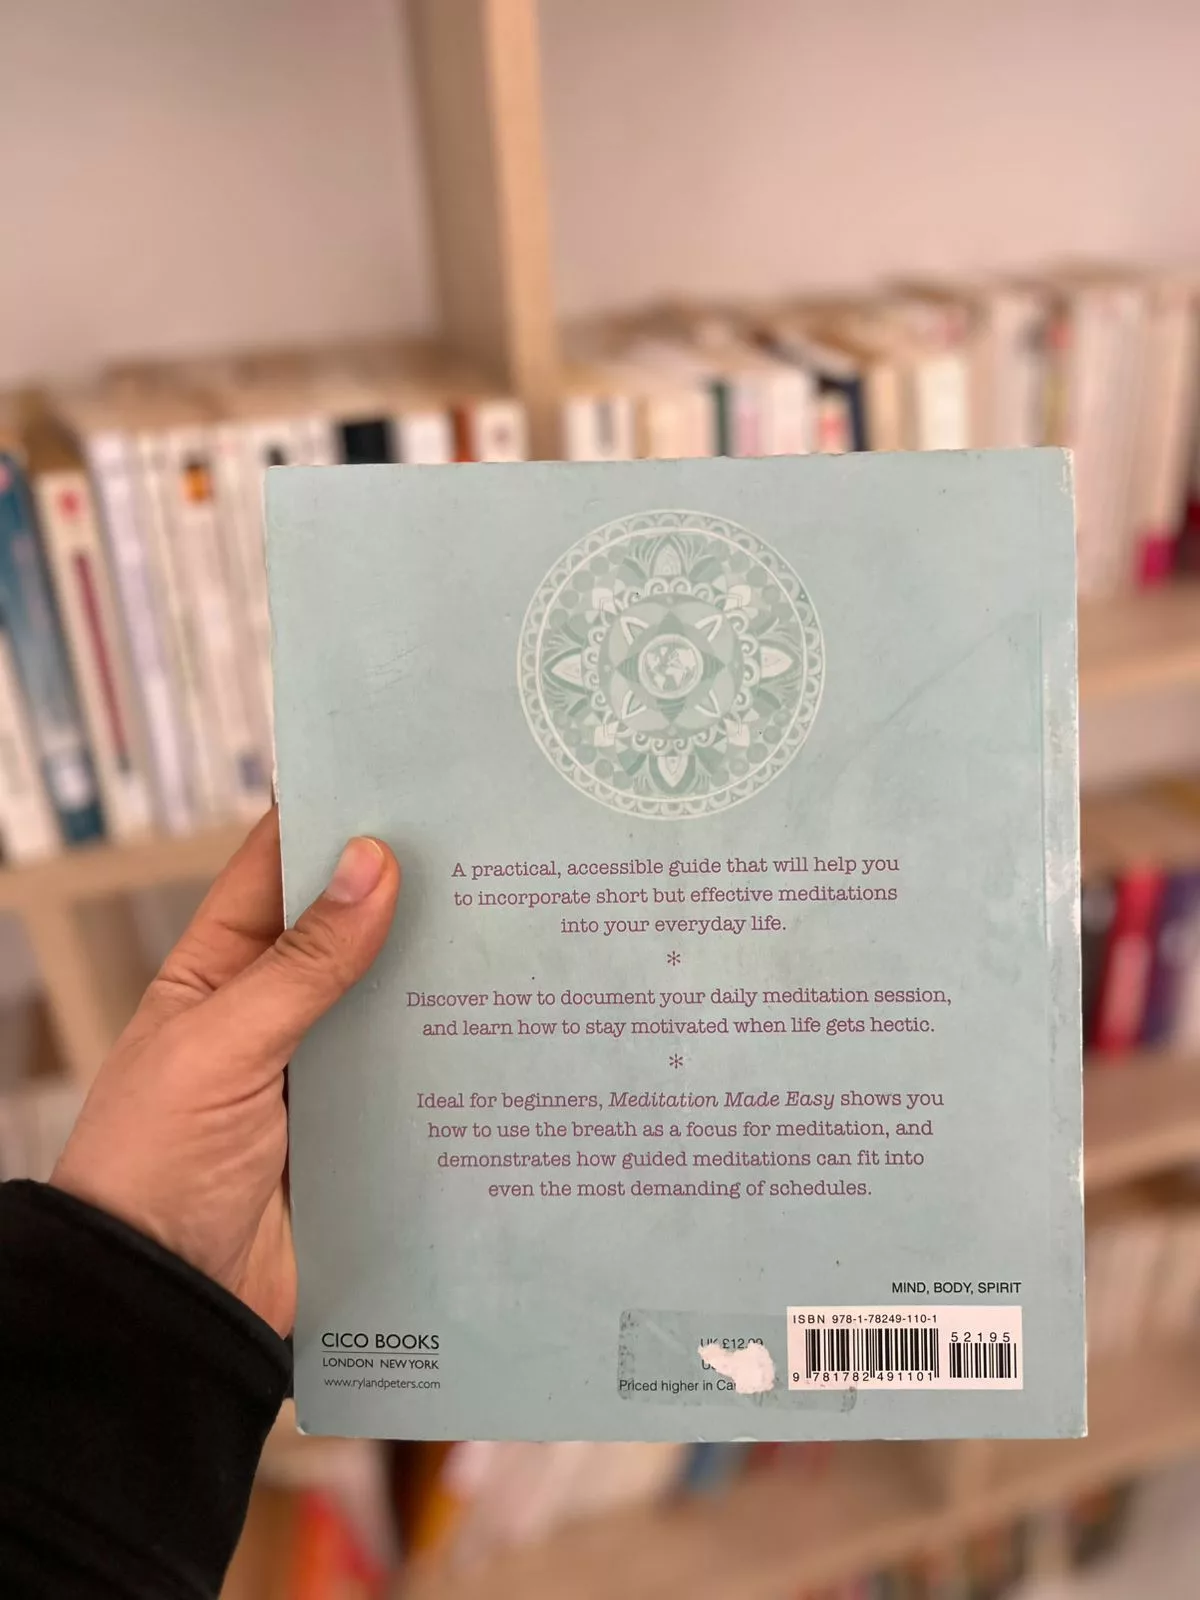 A practical, accessible guide that will help you
to incorporate short but effective meditations
into your everyday life.
*
Discover how to document your daily meditation session,
and learn how to stay motivated when life gets hectic.
*
Ideal for beginners, Meditation Made Easy shows you
how to use the breath as a focus for meditation, and
demonstrates how guided meditations can fit into
even the most demanding of schedules.
MIND, BODY, SPIRIT
CICO BOOKS
LONDON NEW YORK
www.rylandpeters.com
UK £12.99
Priced higher in
ISBN 978-1-78249-110-1
52195
9 781782 491101